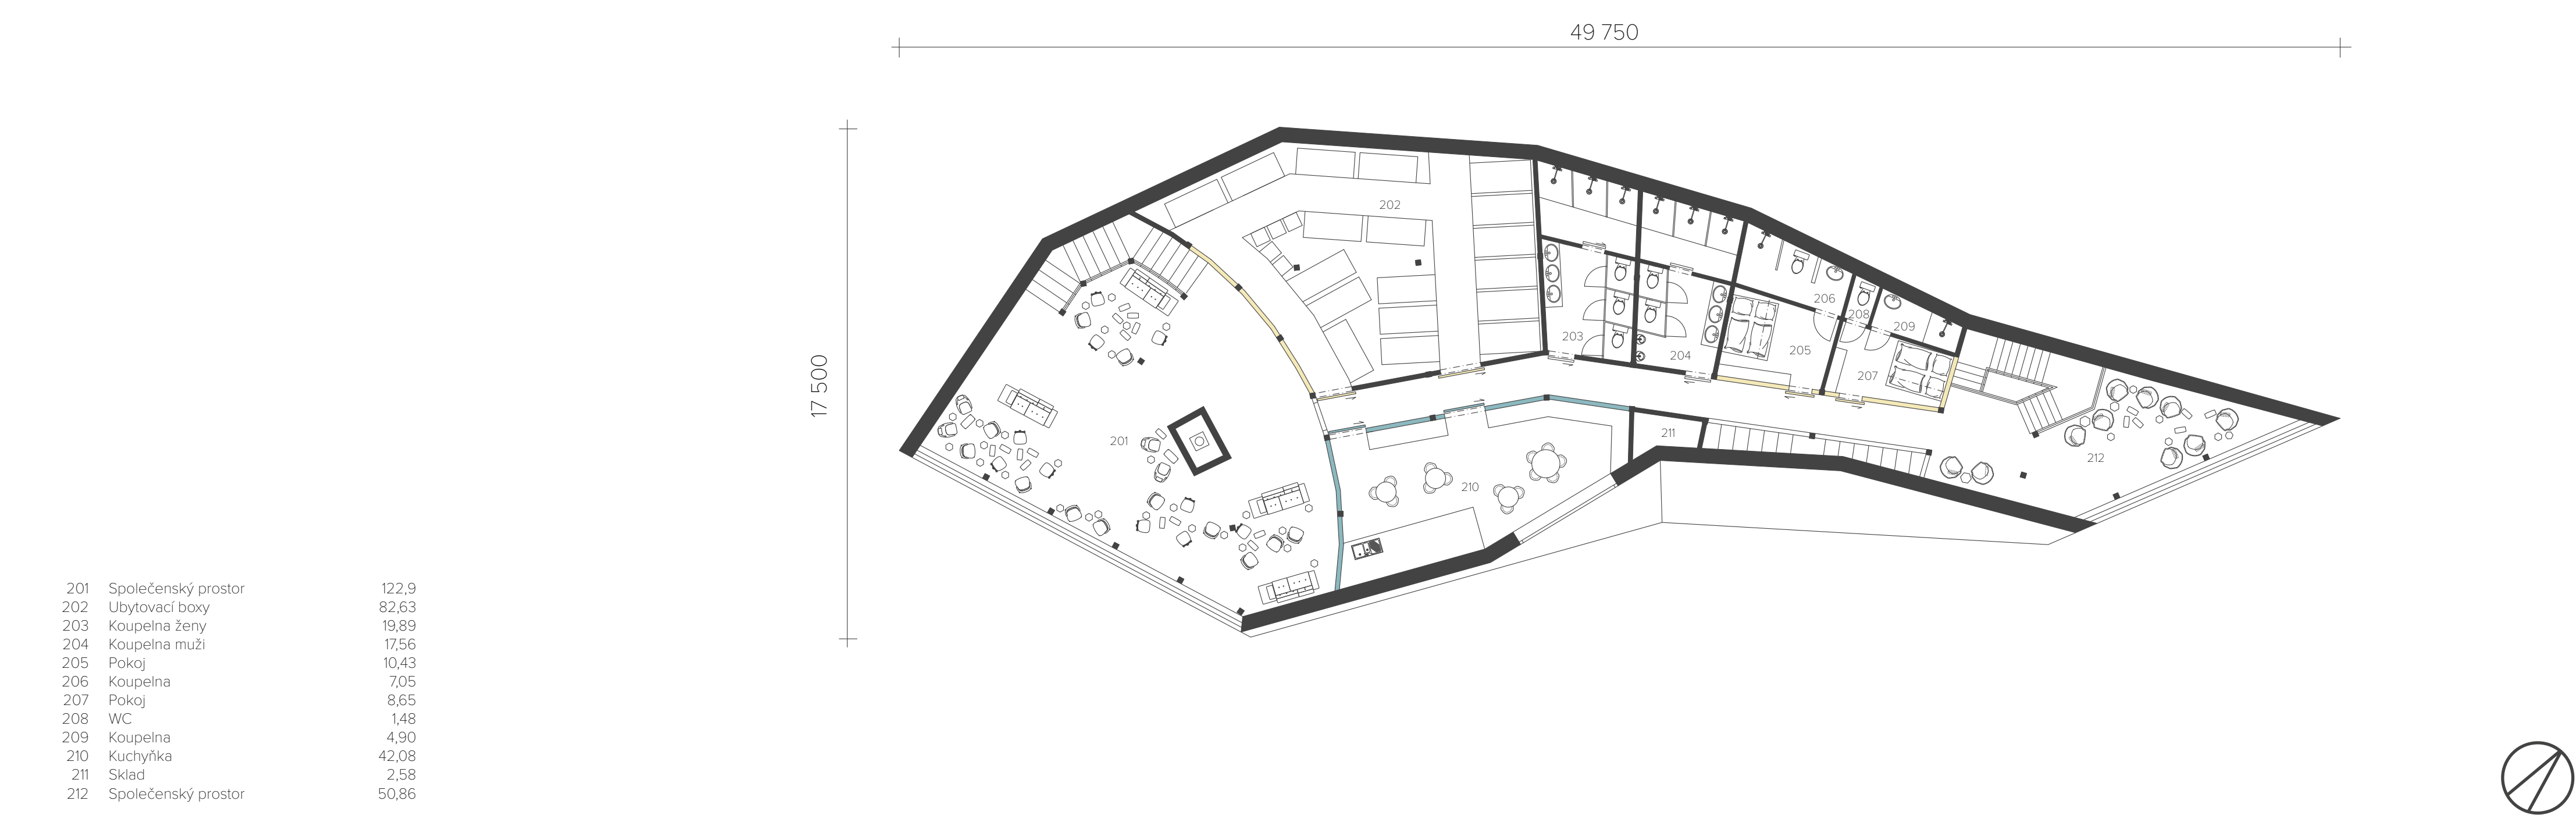 49 750
17 500
202
203
204
205
206
208
209
207
201
211
210
212
201 Společenský prostor 122,9
202 Ubytovací boxy 82,63
203 Koupelna ženy 19,89
204 Koupelna muži 17,56
205 Pokoj 10,43
206 Koupelna 7,05
207 Pokoj 8,65
208 WC 1,48
209 Koupelna 4,90
210 Kuchyňka 42,08
211 Sklad 2,58
212 Společenský prostor 50,86